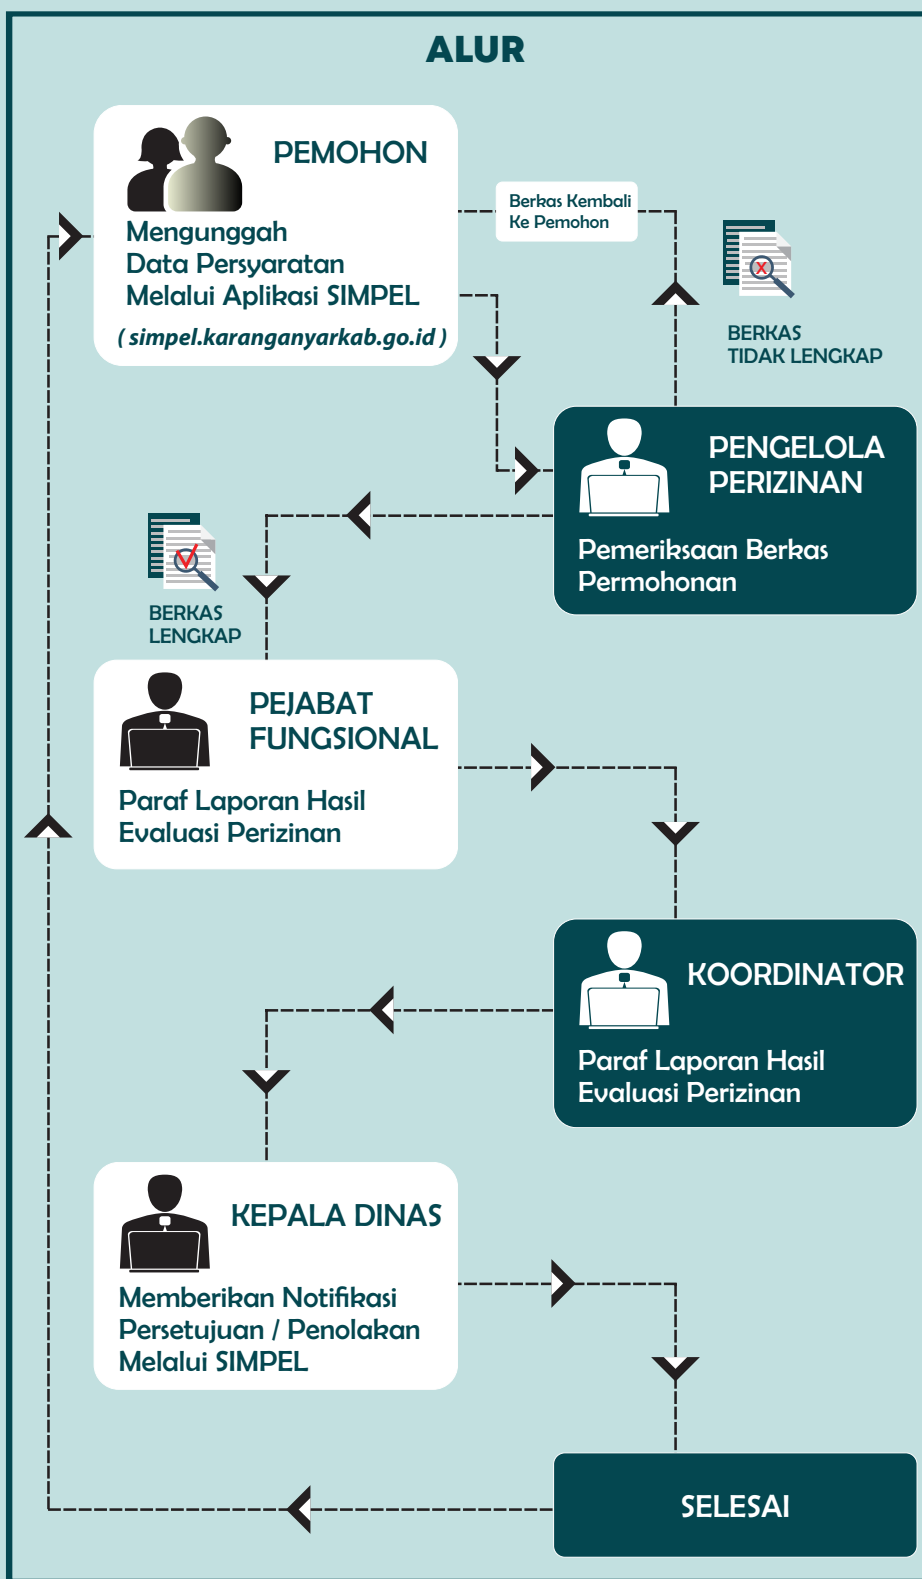 ALUR
PEMOHON
Mengunggah
Data Persyaratan
Melalui Aplikasi SIMPEL
( simpel.karanganyarkab.go.id )
Berkas Kembali
Ke Pemohon
X
BERKAS
TIDAK LENGKAP
PENGELOLA
PERIZINAN
Pemeriksaan Berkas
Permohonan
BERKAS
LENGKAP
PEJABAT
FUNGSIONAL
Paraf Laporan Hasil
Evaluasi Perizinan
KOORDINATOR
Paraf Laporan Hasil
Evaluasi Perizinan
KEPALA DINAS
Memberikan Notifikasi
Persetujuan / Penolakan
Melalui SIMPEL
SELESAI